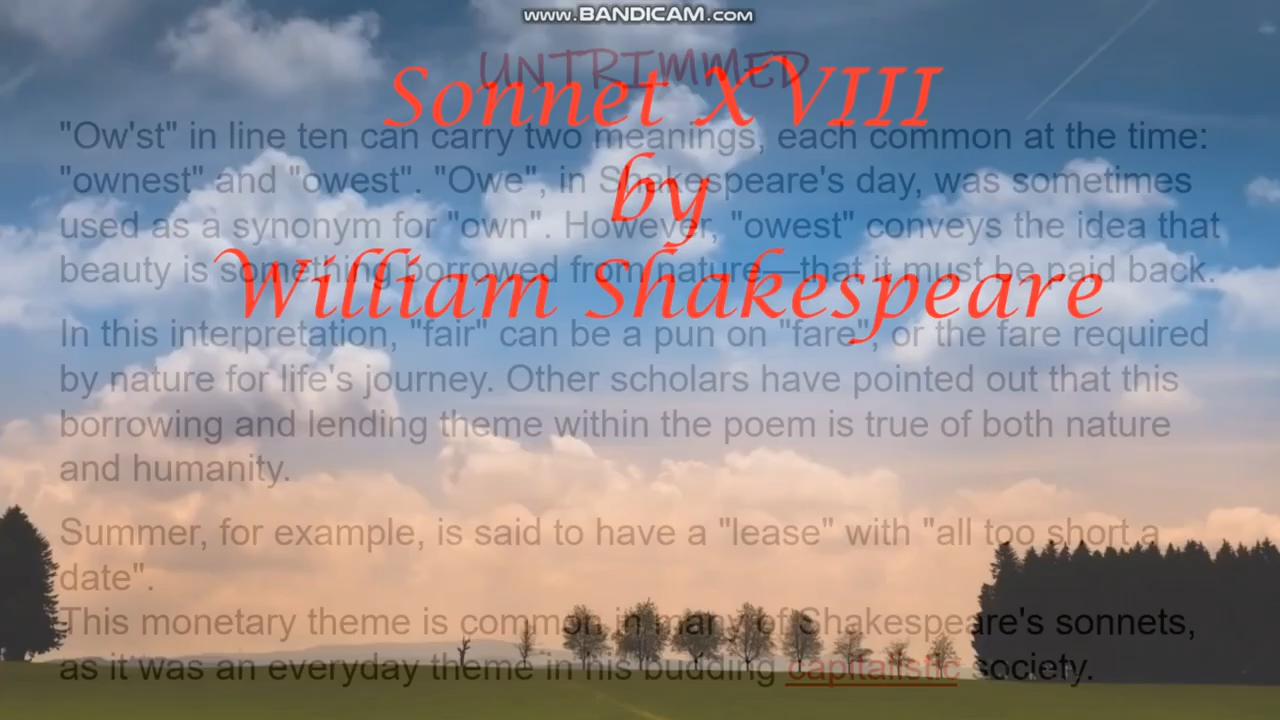 www.BANDICAM.com
UNTRIMMED
Sonnet XVIII
by
William Shakespeare
"Ow'st" in line ten can carry two meanings, each common at the time:
"ownest" and "owest". "Owe", in Shakespeare's day, was sometimes
used as a synonym for "own". However, "owest" conveys the idea that
beauty is something borrowed from nature—that it must be paid back.
In this interpretation, "fair" can be a pun on "fare", or the fare required
by nature for life's journey. Other scholars have pointed out that this
borrowing and lending theme within the poem is true of both nature
and humanity.
Summer, for example, is said to have a "lease" with "all too short a
date".
This monetary theme is common in many of Shakespeare's sonnets,
as it was an everyday theme in his budding capitalistic society.